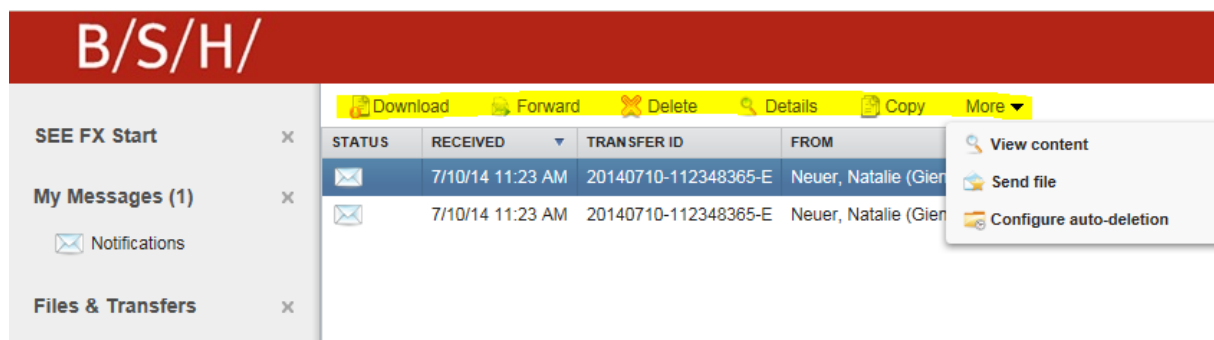 B/S/H/
Download Forward Delete Details Copy More
SEE FX Start
STATUS RECEIVED TRANSFER ID FROM
View content
7/10/14 11:23 AM 20140710-112348365-E Neuer, Natalie (Gien
Send file
My Messages (1)
7/10/14 11:23 AM 20140710-112348365-E Neuer, Natalie (Gien
Configure auto-deletion
Notifications
Files & Transfers